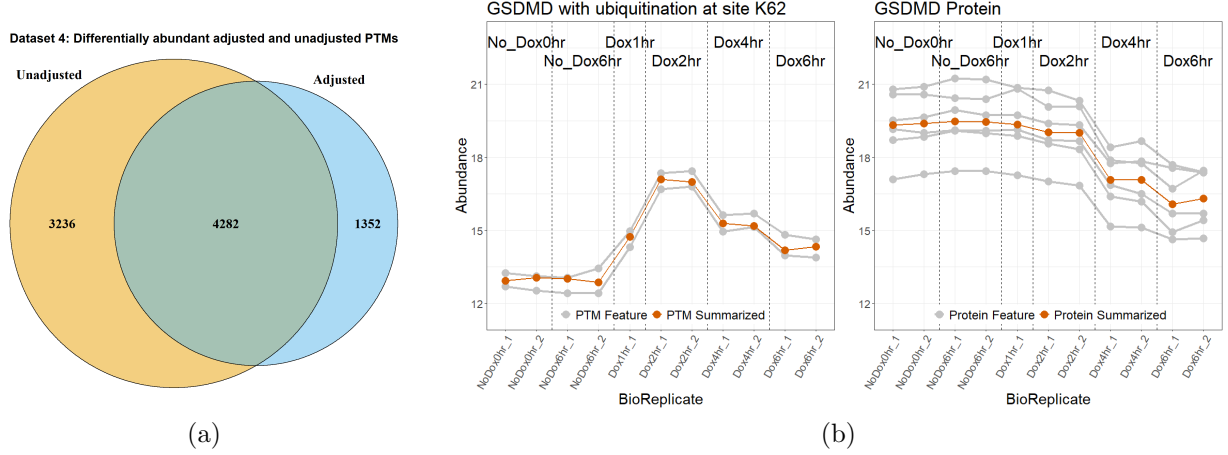 Dataset 4: Differentially abundant adjusted and unadjusted PTMs
Unadjusted
Adjusted
3236
4282
1352
(a)
GSDMD with ubiquitination at site K62
No_Dox0hr
Dox1hr
Dox4hr
No_Dox6hr
Dox2hr
Dox6hr
Abundance
21
18
15
12
PTM Feature
PTM Summarized
NoDox0hr_1
NoDox0hr_2
NoDox6hr_1
NoDox6hr_2
Dox1hr_1
Dox2hr_1
Dox2hr_2
Dox4hr_1
Dox4hr_2
Dox6hr_1
Dox6hr_2
BioReplicate
GSDMD Protein
No_Dox0hr
Dox1hr
Dox4hr
No_Dox6hr
Dox2hr
Dox6hr
Abundance
21
18
15
12
Protein Feature
Protein Summarized
NoDox0hr_1
NoDox0hr_2
NoDox6hr_1
NoDox6hr_2
Dox1hr_1
Dox2hr_1
Dox2hr_2
Dox4hr_1
Dox4hr_2
Dox6hr_1
Dox6hr_2
BioReplicate
(b)